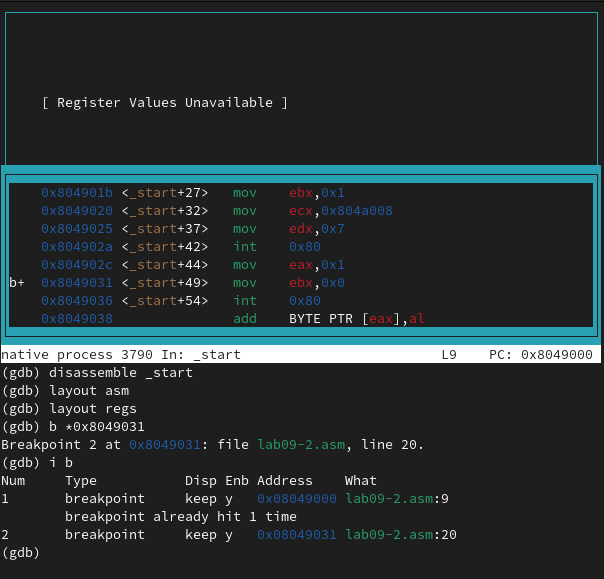 [ Register Values Unavailable ]
0x804901b <_start+27> mov ebx,0x1
0x8049020 <_start+32> mov ecx,0x804a008
0x8049025 <_start+37> mov edx,0x7
0x804902a <_start+42> int 0x80
0x804902c <_start+44> mov eax,0x1
b+ 0x8049031 <_start+49> mov ebx,0x0
0x8049036 <_start+54> int 0x80
0x8049038 add BYTE PTR [eax],al
native process 3790 In: _start L9 PC: 0x8049000
(gdb) disassemble _start
(gdb) layout asm
(gdb) layout regs
(gdb) b *0x8049031
Breakpoint 2 at 0x8049031: file lab09-2.asm, line 20.
(gdb) i b
Num Type Disp Enb Address What
1 breakpoint keep y 0x08049000 lab09-2.asm:9
breakpoint already hit 1 time
2 breakpoint keep y 0x08049031 lab09-2.asm:20
(gdb)